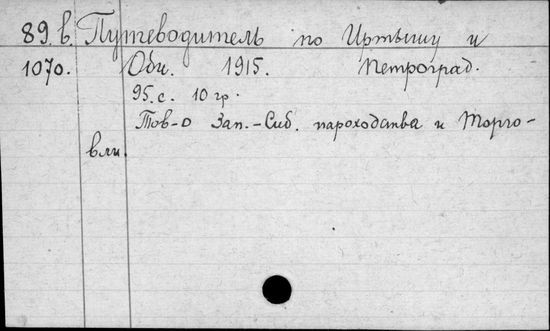 89.в. Путеводитель по Иртышу и
1070. Оби. 1915. Петроград.
95.с. 10 гр.
Тов-о Зап.-Сиб. пароходства и Торго-
вли.